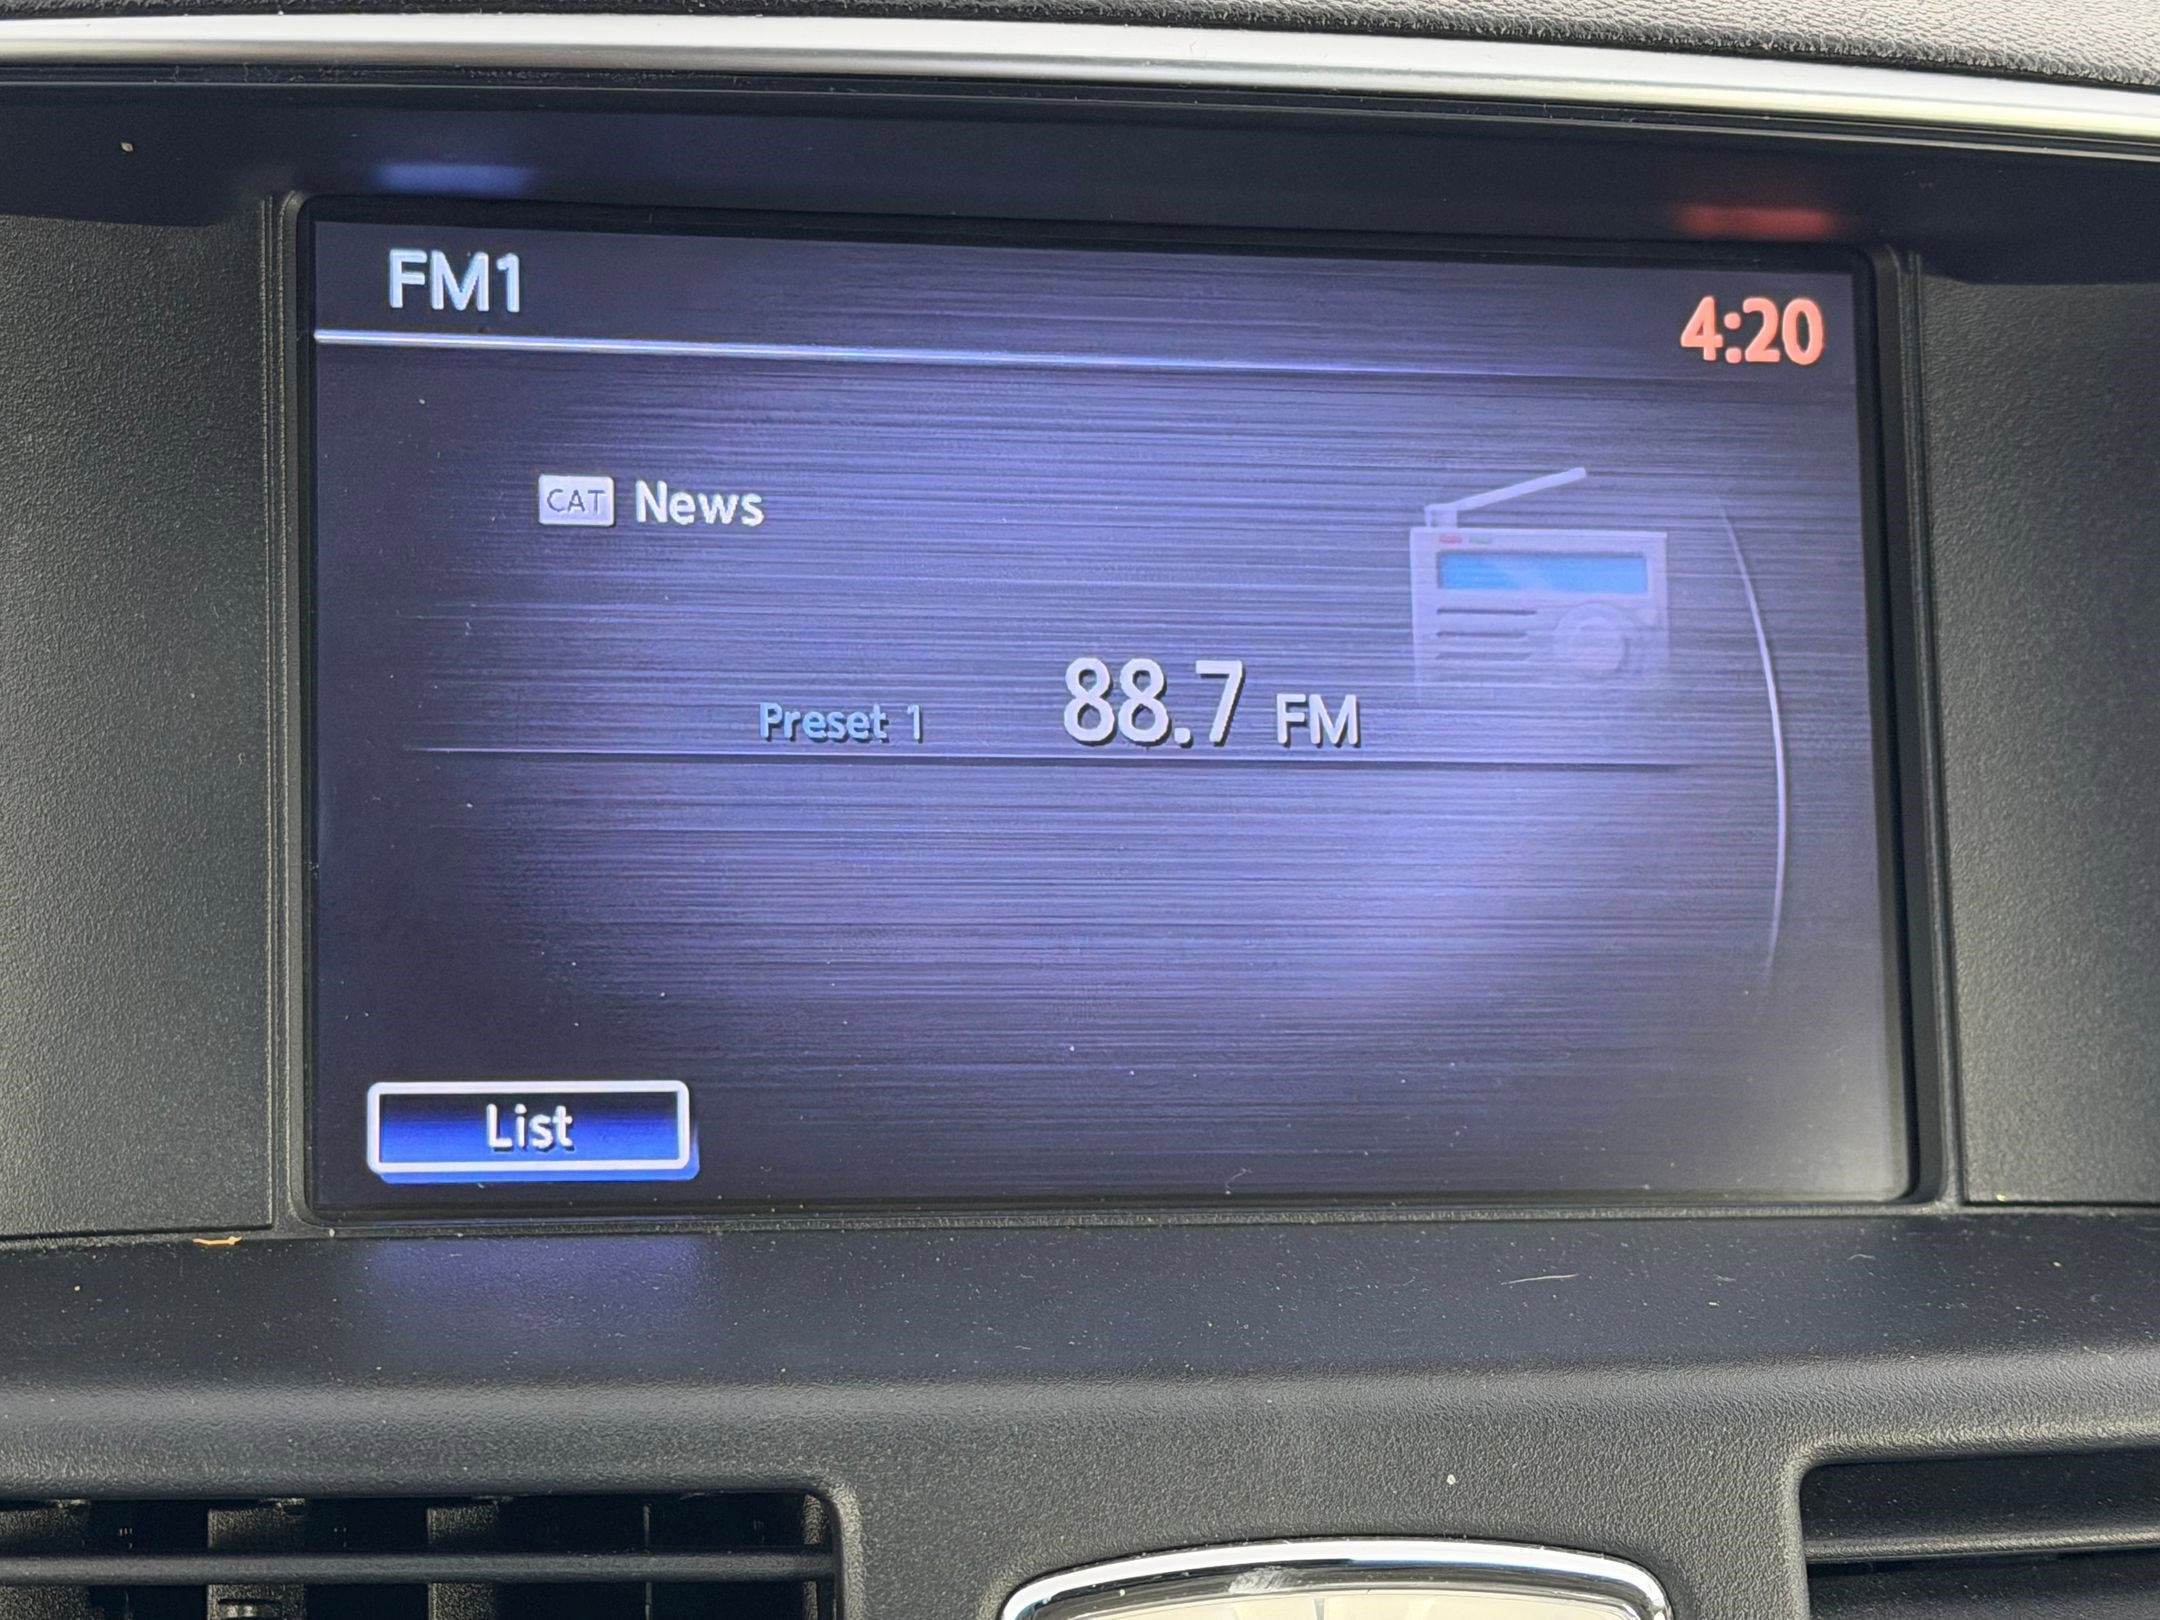 FM1
4:20
CAT News
Preset 1 88.7 FM
List